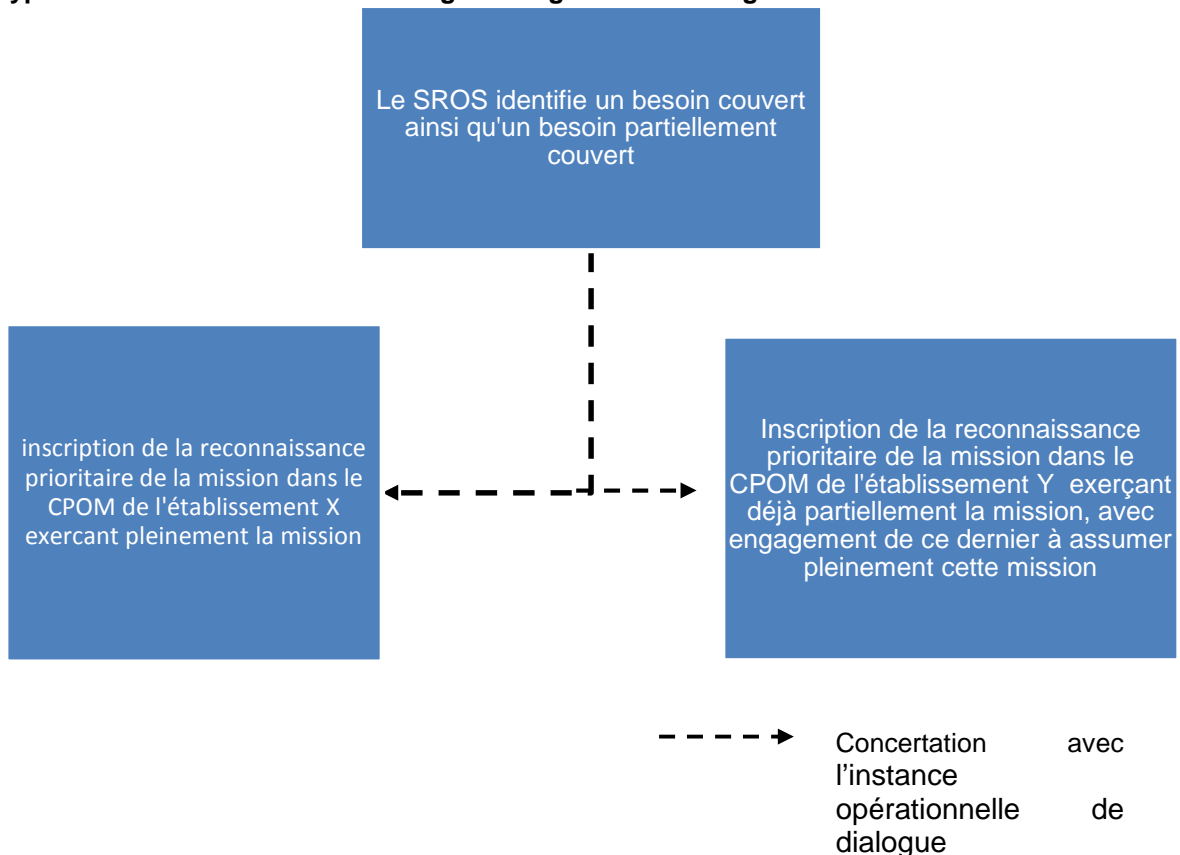 Le SROS identifie un besoin couvert
ainsi qu'un besoin partiellement
couvert
inscription de la reconnaissance
prioritaire de la mission dans le
CPOM de l'établissement X
exercant pleinement la mission
Inscription de la reconnaissance
prioritaire de la mission dans le
CPOM de l'établissement Y exerçant
déjà partiellement la mission, avec
engagement de ce dernier à assumer
pleinement cette mission
Concertation avec
l'instance
opérationnelle de
dialogue